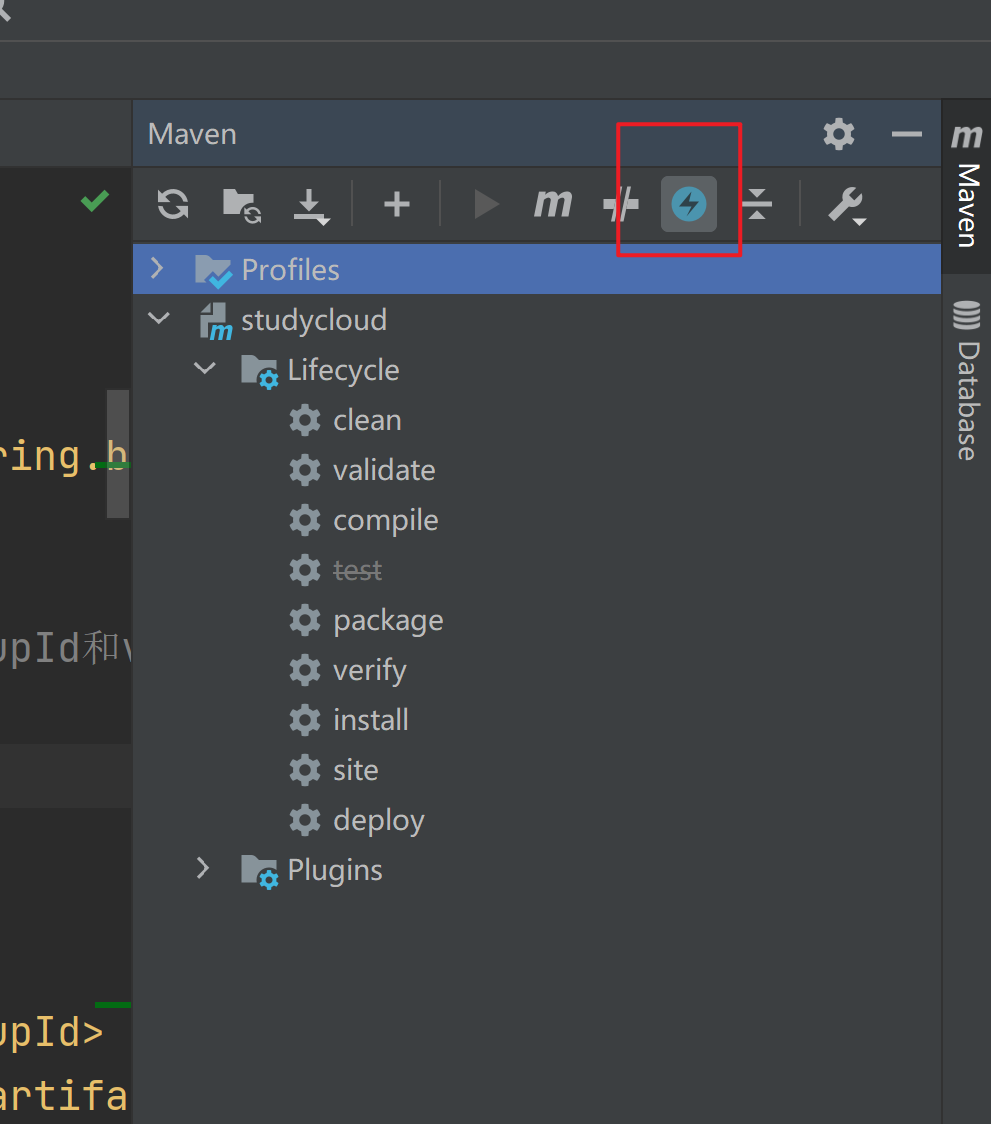 Maven
m
Maven
Database
Profiles
studycloud
Lifecycle
clean
validate
compile
test
package
verify
install
site
deploy
Plugins
ring.b
upId和v
upId>
artifa